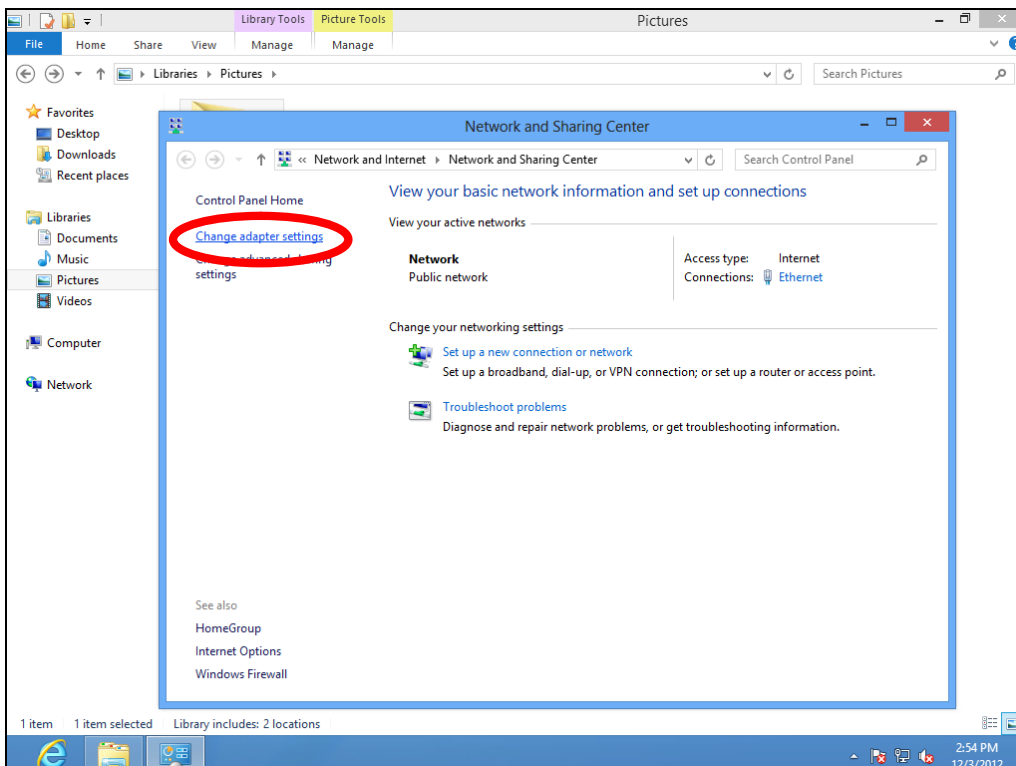 Library Tools Picture Tools Pictures
File Home Share View Manage Manage
Libraries Pictures Search Pictures
Favorites
Desktop
Downloads
Recent places
Libraries
Documents
Music
Pictures
Videos
Computer
Network
Network and Sharing Center
« Network and Internet Network and Sharing Center Search Control Panel
Control Panel Home
Change adapter settings
Change advanced sharing
settings
See also
HomeGroup
Internet Options
Windows Firewall
View your basic network information and set up connections
View your active networks
Network Access type: Internet
Public network Connections: Ethernet
Change your networking settings
Set up a new connection or network
Set up a broadband, dial-up, or VPN connection; or set up a router or access point.
Troubleshoot problems
Diagnose and repair network problems, or get troubleshooting information.
1 item 1 item selected Library includes: 2 locations
2:54 PM
12/3/2012